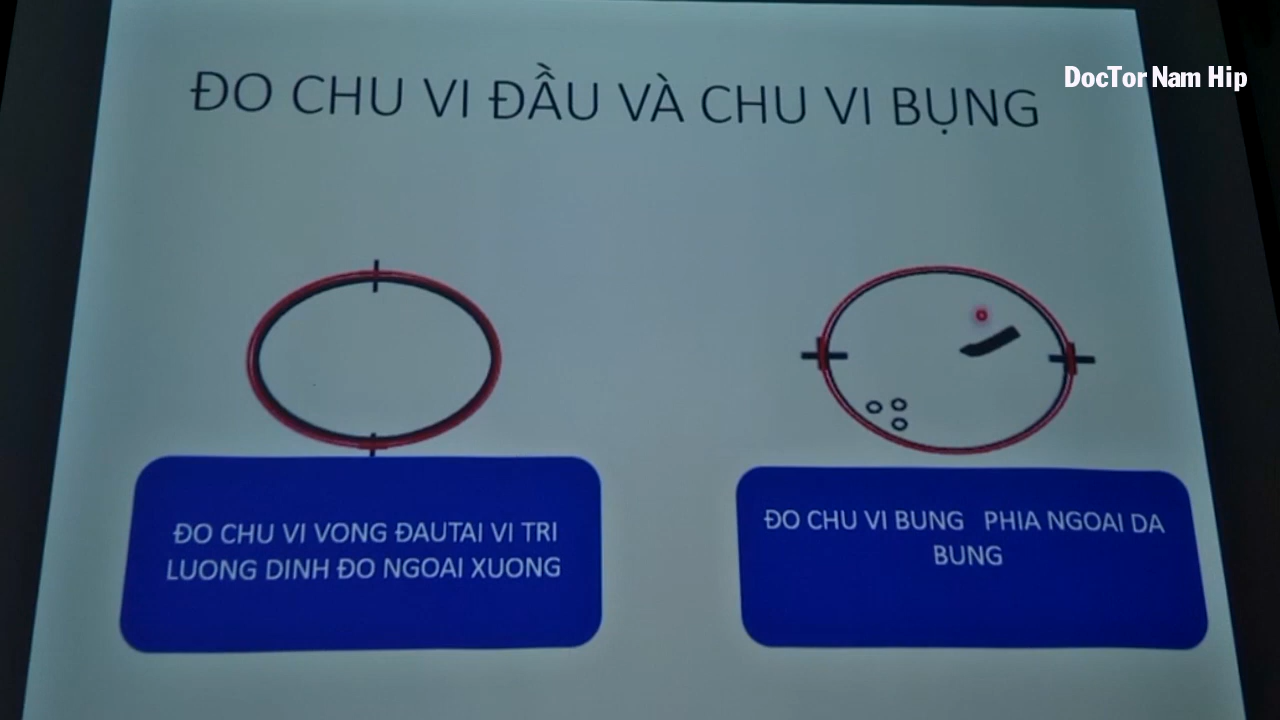 DocTor Nam Hip
ĐO CHU VI ĐẦU VÀ CHU VI BỤNG
ĐO CHU VI VONG ĐAUTAI VI TRI
LUONG DINH ĐO NGOAI XUONG
ĐO CHU VI BUNG PHIA NGOAI DA
BUNG